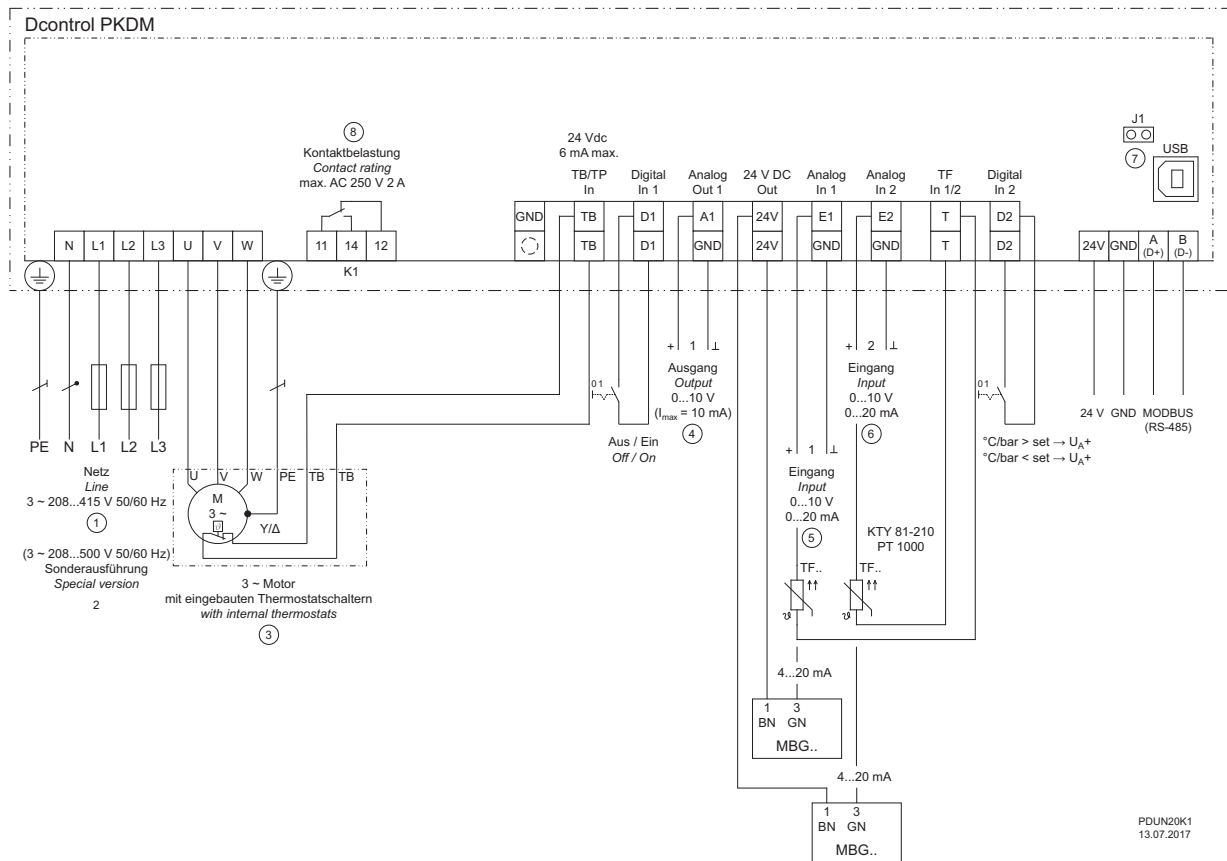 Dcontrol PKDM
8
Kontaktbelastung
Contact rating
max. AC 250 V 2 A
24 Vdc
6 mA max.
TB/TP
In
Digital
In 1
Analog
Out 1
24 V DC
Out
Analog
In 1
Analog
In 2
TF
In 1/2
Digital
In 2
J1
7
USB
GND TB D1 A1 24V E1 E2 T D2
TB D1 GND 24V GND GND T D2
N L1 L2 L3 U V W
11 14 12
K1
24V GND A (D+) B (D-)
PE N L1 L2 L3
Netz
Line
3 ~ 208...415 V 50/60 Hz
1
(3 ~ 208...500 V 50/60 Hz)
Sonderausführung
Special version
2
U V W PE TB TB
M
3 ~
Y/Δ
3 ~ Motor
mit eingebauten Thermostatschaltern
with internal thermostats
3
0 1
Aus / Ein
Off / On
+ 1 ⊥
Ausgang
Output
0...10 V
(Imax = 10 mA)
4
+ 1 ⊥
Eingang
Input
0...10 V
0...20 mA
5
+ 2 ⊥
Eingang
Input
0...10 V
0...20 mA
6
KTY 81-210
PT 1000
TF..
ϑ
TF..
ϑ
0 1
°C/bar > set → UA+
°C/bar < set → UA+
24 V GND MODBUS
(RS-485)
4...20 mA
1 3
BN GN
MBG..
4...20 mA
1 3
BN GN
MBG..
PDUN20K1
13.07.2017